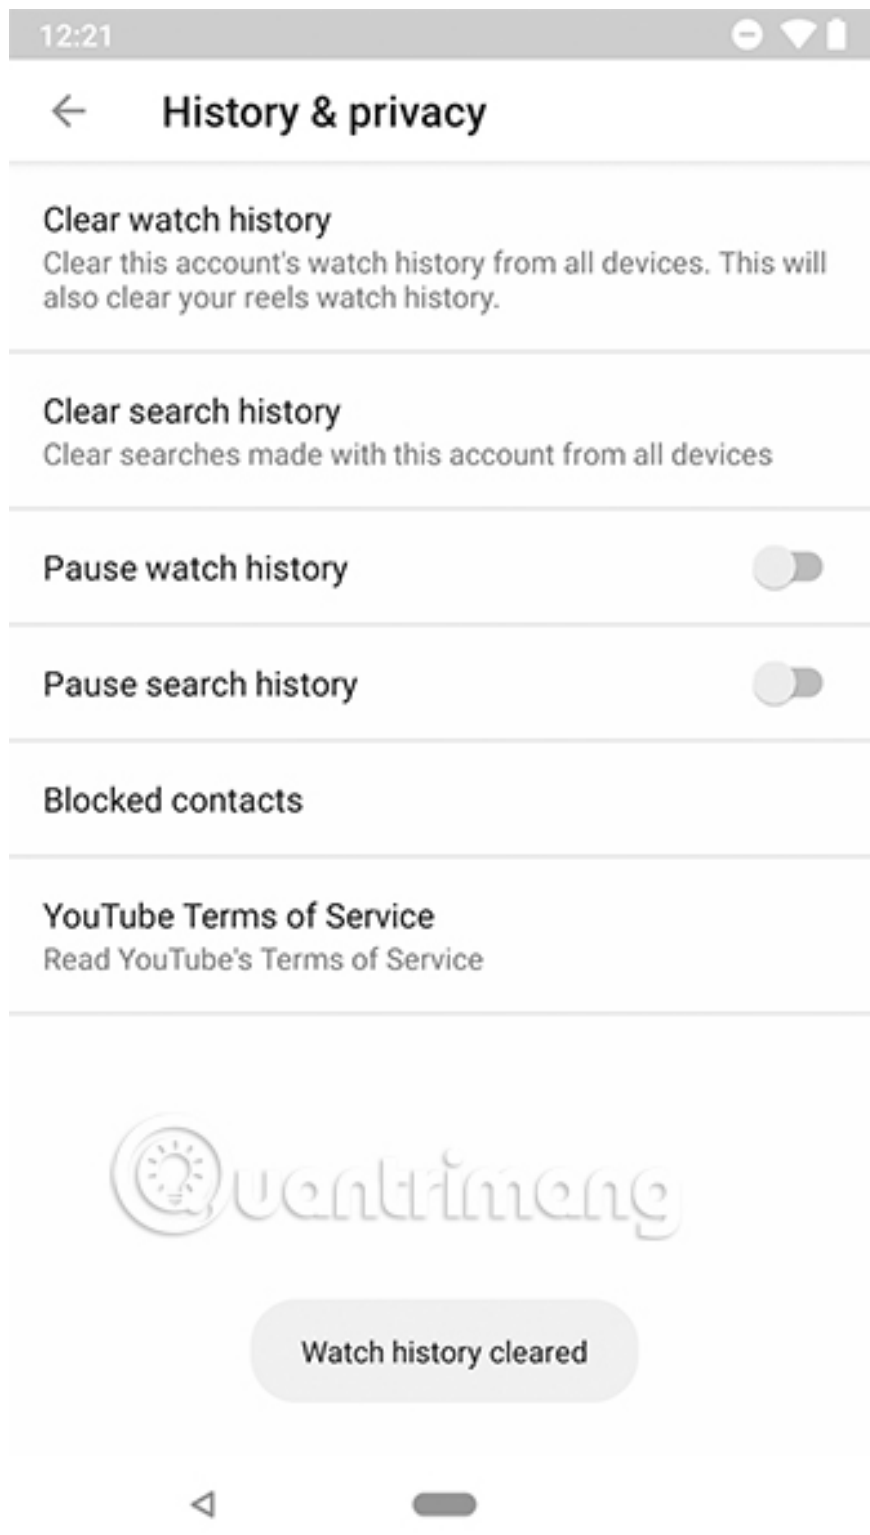 12:21
History & privacy
Clear watch history
Clear this account's watch history from all devices. This will
also clear your reels watch history.
Clear search history
Clear searches made with this account from all devices
Pause watch history
Pause search history
Blocked contacts
YouTube Terms of Service
Read YouTube's Terms of Service
Quantrimang
Watch history cleared